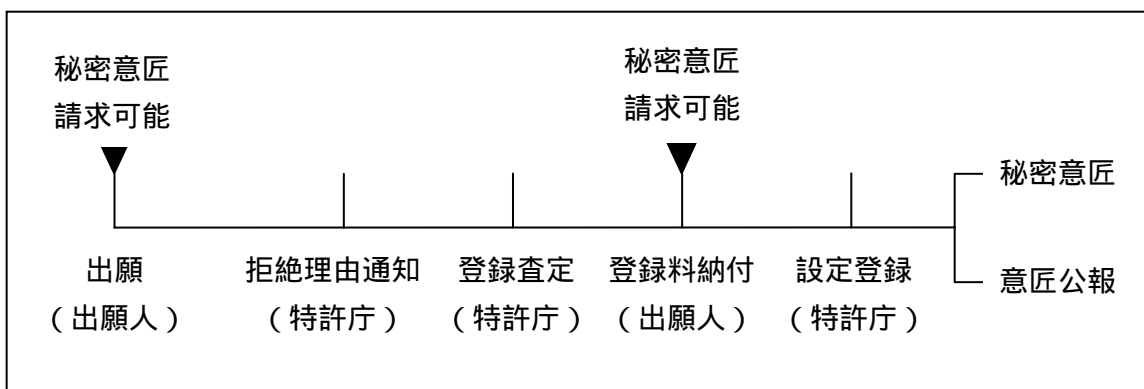 秘密意匠
請求可能
秘密意匠
請求可能
秘密意匠
意匠公報
出願
(出願人)
拒絶理由通知
(特許庁)
登録査定
(特許庁)
登録料納付
(出願人)
設定登録
(特許庁)